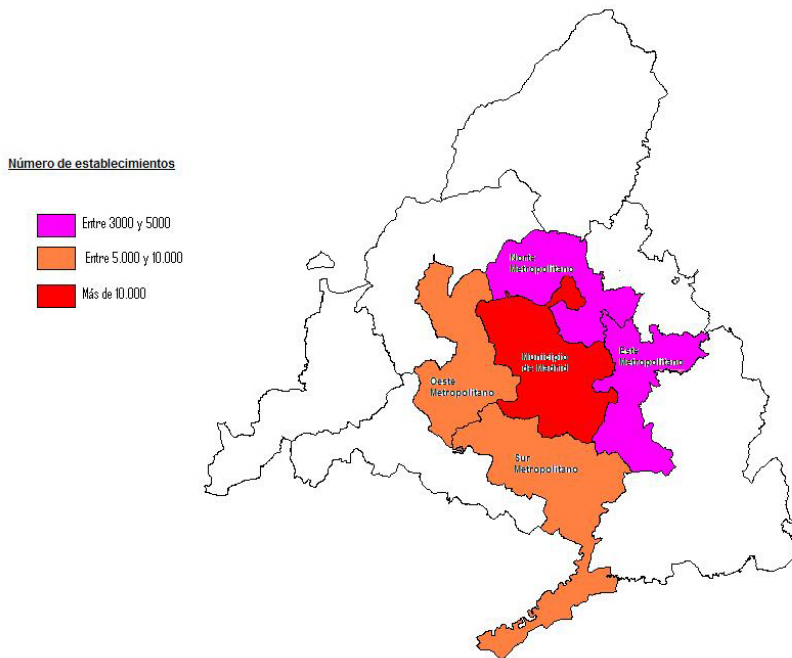 Número de establecimientos
Entre 3000 y 5000
Entre 5.000 y 10.000
Más de 10.000
Norte
Metropolitano
Municipio
de Madrid
Este
Metropolitano
Oeste
Metropolitano
Sur
Metropolitano